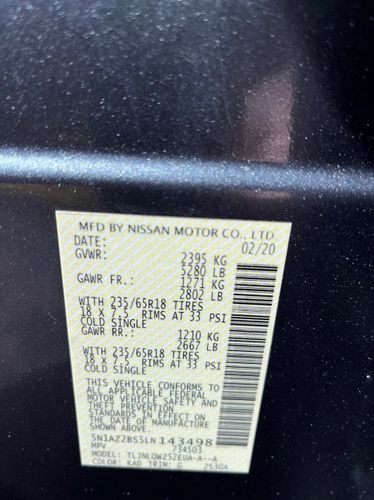 MFD BY NISSAN MOTOR CO., LTD
DATE: 02/20
GVWR: 2395 KG
5280 LB
GAWR FR.: 1271 KG
2802 LB
WITH 235/65R18 TIRES
18 x 7.5 RIMS AT 33 PSI
COLD SINGLE
GAWR RR.: 1210 KG
2667 LB
WITH 235/65R18 TIRES
18 x 7.5 RIMS AT 33 PSI
COLD SINGLE
THIS VEHICLE CONFORMS TO
ALL APPLICABLE FEDERAL
MOTOR VEHICLE SAFETY AND
THEFT PREVENTION
STANDARDS IN EFFECT ON
THE DATE OF MANUFACTURE
SHOWN ABOVE.
5N1AZ2BS5LN143498
MPV 734503
MODEL: TLJNLQWZ52EUA-A--A
COLOR: KAD TRIM: G 2530A